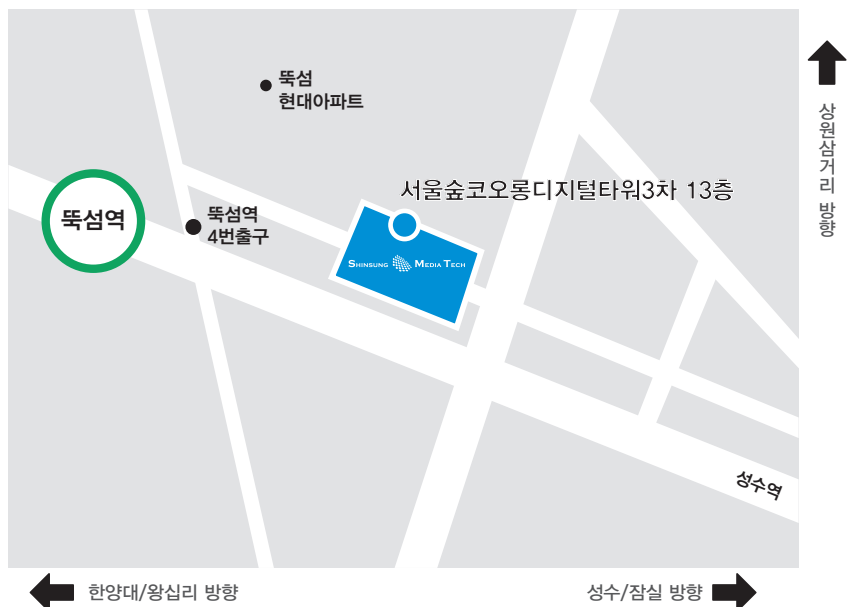 뚝섬
현대아파트
상원삼거리 방향
서울숲코오롱디지털타워3차 13층
뚝섬역
뚝섬역
4번출구
SHINSUNG MEDIA TECH
성수역
한양대/왕십리 방향
성수/잠실 방향